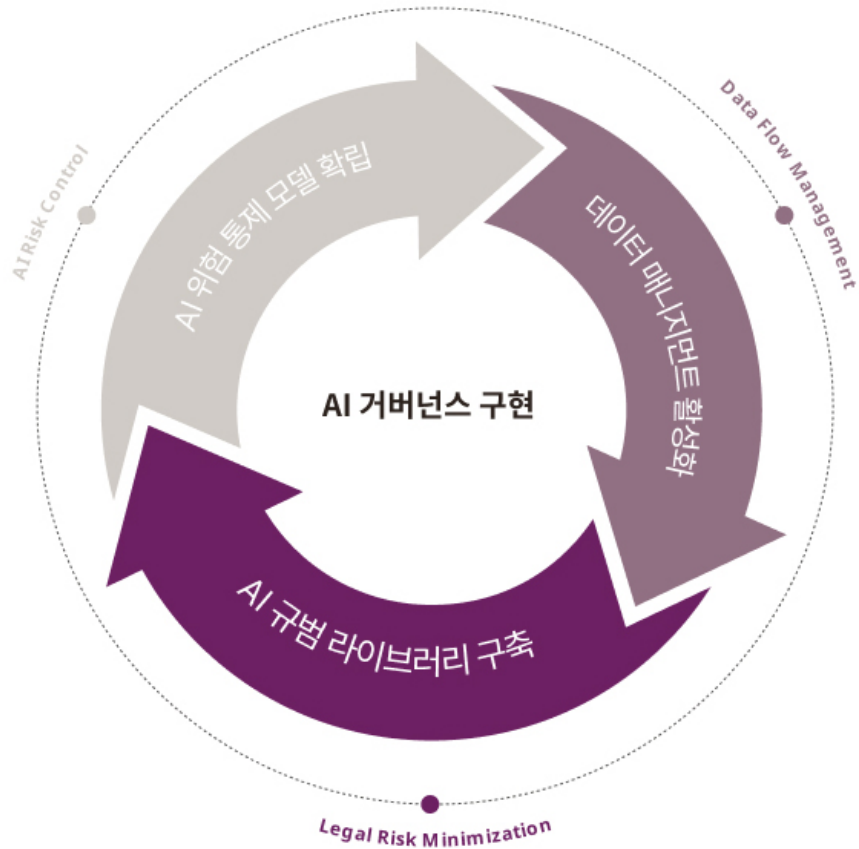 AI Risk Control
AI 위험 통제 모델 확립
Data Flow Management
데이터 매니지먼트 활성화
AI 거버넌스 구현
AI 규범 라이브러리 구축
Legal Risk Minimization